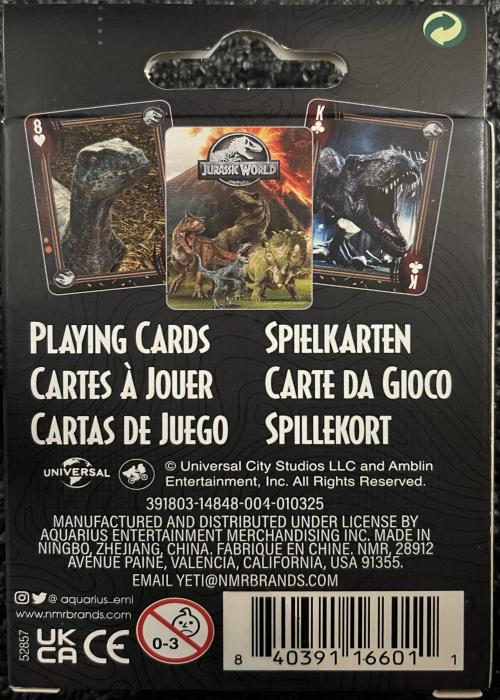 8
K
JURASSIC WORLD
K
PLAYING CARDS
SPIELKARTEN
CARTES À JOUER
CARTE DA GIOCO
CARTAS DE JUEGO
SPILLEKORT
UNIVERSAL
© Universal City Studios LLC and Amblin
Entertainment, Inc. All Rights Reserved.
391803-14848-004-010325
MANUFACTURED AND DISTRIBUTED UNDER LICENSE BY
AQUARIUS ENTERTAINMENT MERCHANDISING INC. MADE IN
NINGBO, ZHEJIANG, CHINA. FABRIQUE EN CHINE. NMR, 28912
AVENUE PAINE, VALENCIA, CALIFORNIA, USA 91355.
EMAIL YETI@NMRBRANDS.COM
@ aquarius_emi
www.nmrbrands.com
52857
UK
CA CE
0-3
8 40391 16601 1